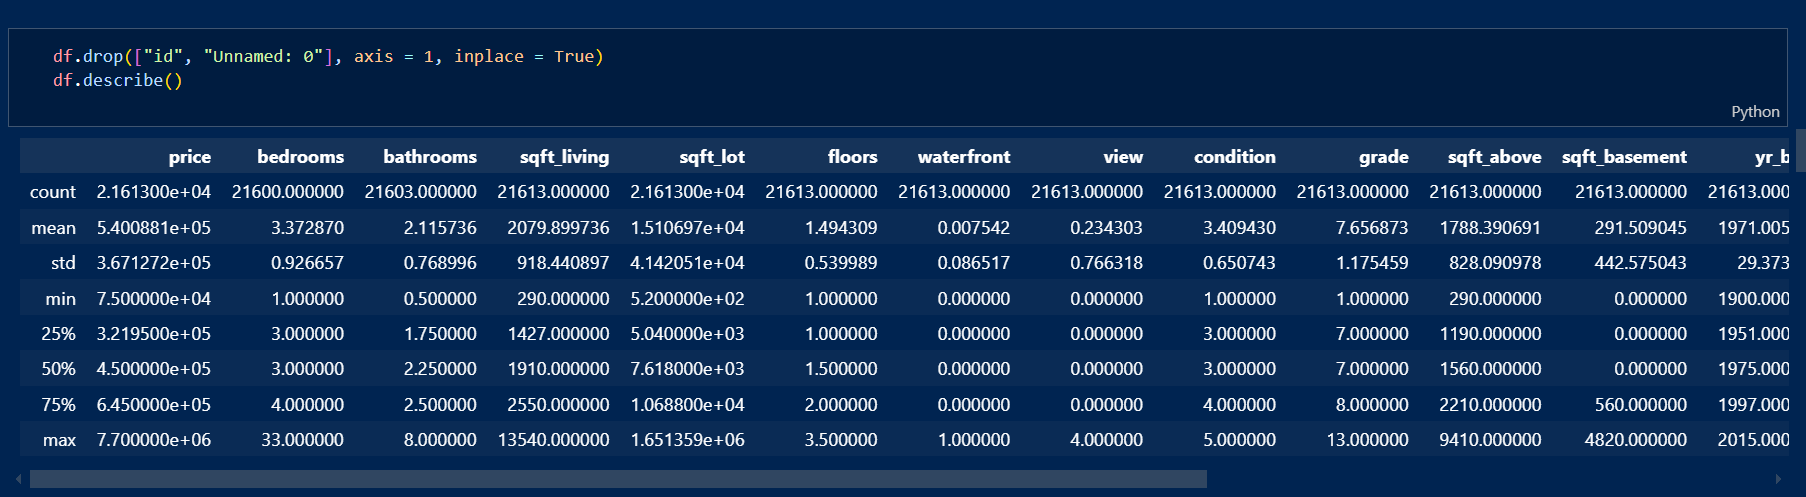 df.drop(["id", "Unnamed: 0"], axis = 1, inplace = True)
df.describe()
Python
price bedrooms bathrooms sqft_living sqft_lot floors waterfront view condition grade sqft_above sqft_basement yr_b
count 2.161300e+04 21600.000000 21603.000000 21613.000000 2.161300e+04 21613.000000 21613.000000 21613.000000 21613.000000 21613.000000 21613.000000 21613.000000 21613.000
mean 5.400881e+05 3.372870 2.115736 2079.899736 1.510697e+04 1.494309 0.007542 0.234303 3.409430 7.656873 1788.390691 291.509045 1971.005
std 3.671272e+05 0.926657 0.768996 918.440897 4.142051e+04 0.539989 0.086517 0.766318 0.650743 1.175459 828.090978 442.575043 29.373
min 7.500000e+04 1.000000 0.500000 290.000000 5.200000e+02 1.000000 0.000000 0.000000 1.000000 1.000000 290.000000 0.000000 1900.000
25% 3.219500e+05 3.000000 1.750000 1427.000000 5.040000e+03 1.000000 0.000000 0.000000 3.000000 7.000000 1190.000000 0.000000 1951.000
50% 4.500000e+05 3.000000 2.250000 1910.000000 7.618000e+03 1.500000 0.000000 0.000000 3.000000 7.000000 1560.000000 0.000000 1975.000
75% 6.450000e+05 4.000000 2.500000 2550.000000 1.068800e+04 2.000000 0.000000 0.000000 4.000000 8.000000 2210.000000 560.000000 1997.000
max 7.700000e+06 33.000000 8.000000 13540.000000 1.651359e+06 3.500000 1.000000 4.000000 5.000000 13.000000 9410.000000 4820.000000 2015.000